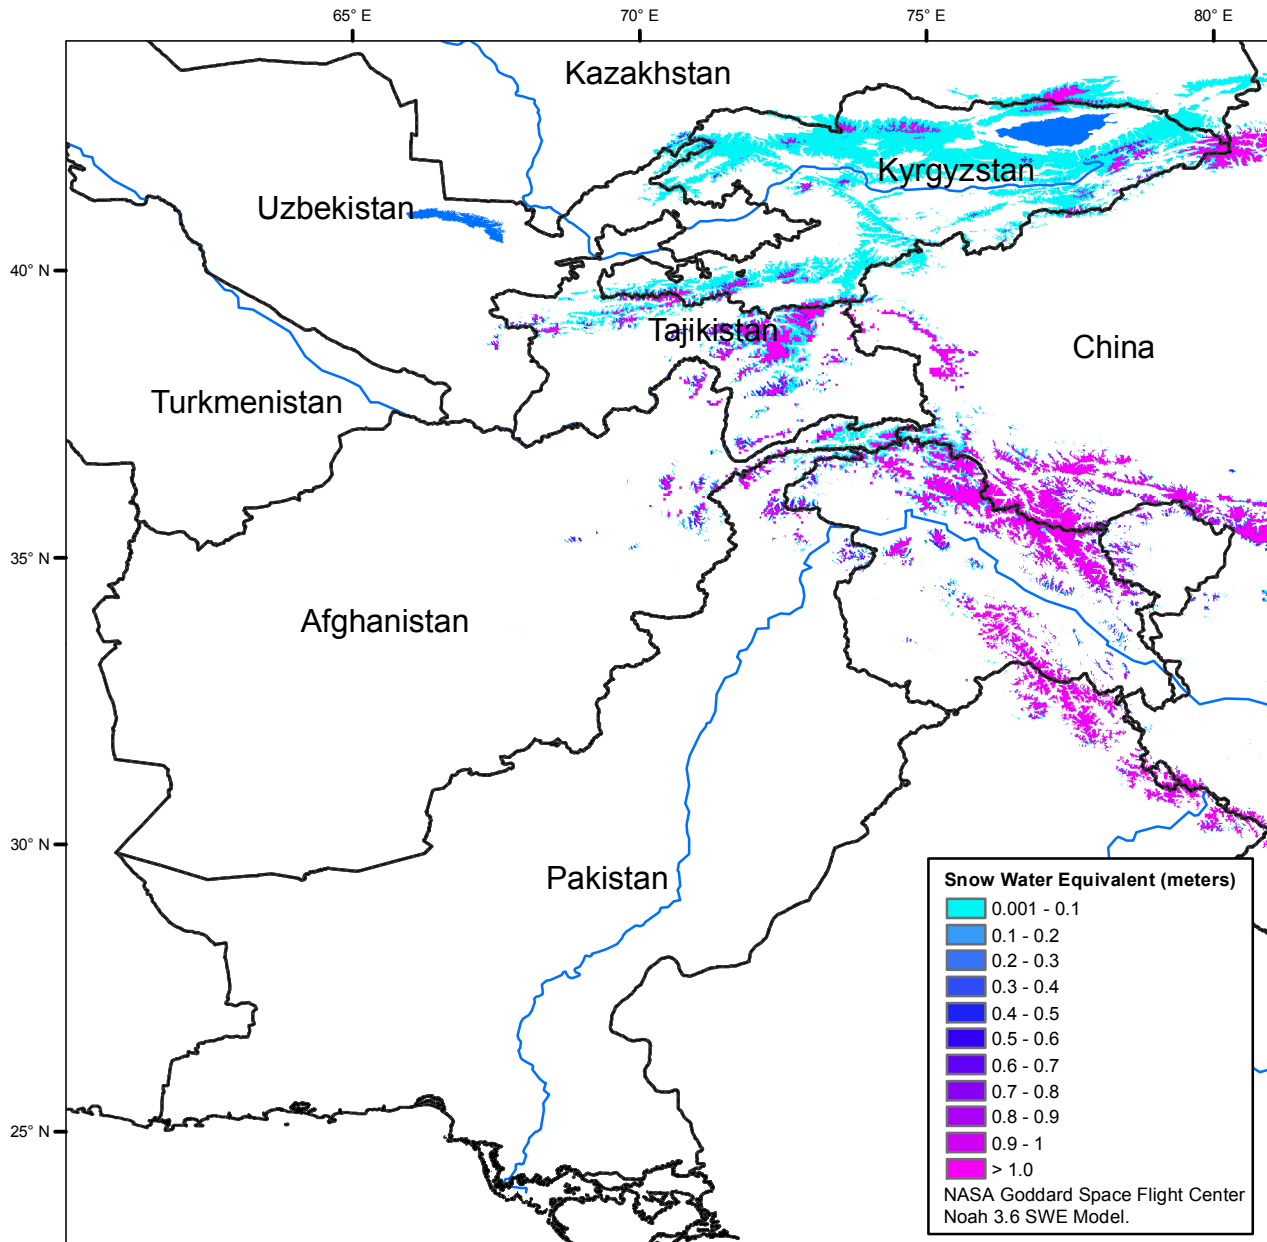 65° E
70° E
75° E
80° E
Kazakhstan
Kyrgyzstan
Uzbekistan
40° N
Tajikistan
China
Turkmenistan
35° N
Afghanistan
30° N
Pakistan
25° N
Snow Water Equivalent (meters)
0.001 - 0.1
0.1 - 0.2
0.2 - 0.3
0.3 - 0.4
0.4 - 0.5
0.5 - 0.6
0.6 - 0.7
0.7 - 0.8
0.8 - 0.9
0.9 - 1
> 1.0
NASA Goddard Space Flight Center
Noah 3.6 SWE Model.